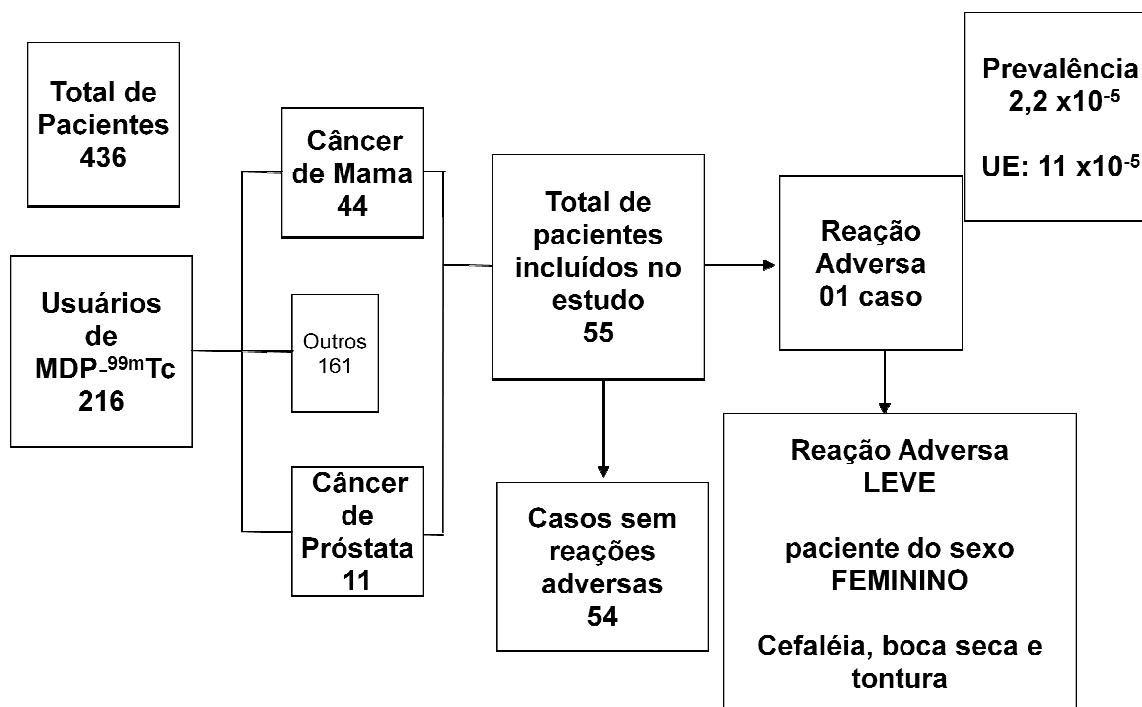 Total de
Pacientes
436
Usuários
de
MDP-⁹⁹ᵐTc
216
Câncer
de Mama
44
Outros
161
Câncer
de
Próstata
11
Total de
pacientes
incluídos no
estudo
55
Casos sem
reações
adversas
54
Reação
Adversa
01 caso
Prevalência
2,2 x10⁻⁵
UE: 11 x10⁻⁵
Reação Adversa
LEVE
paciente do sexo
FEMININO
Cefaléia, boca seca e
tontura